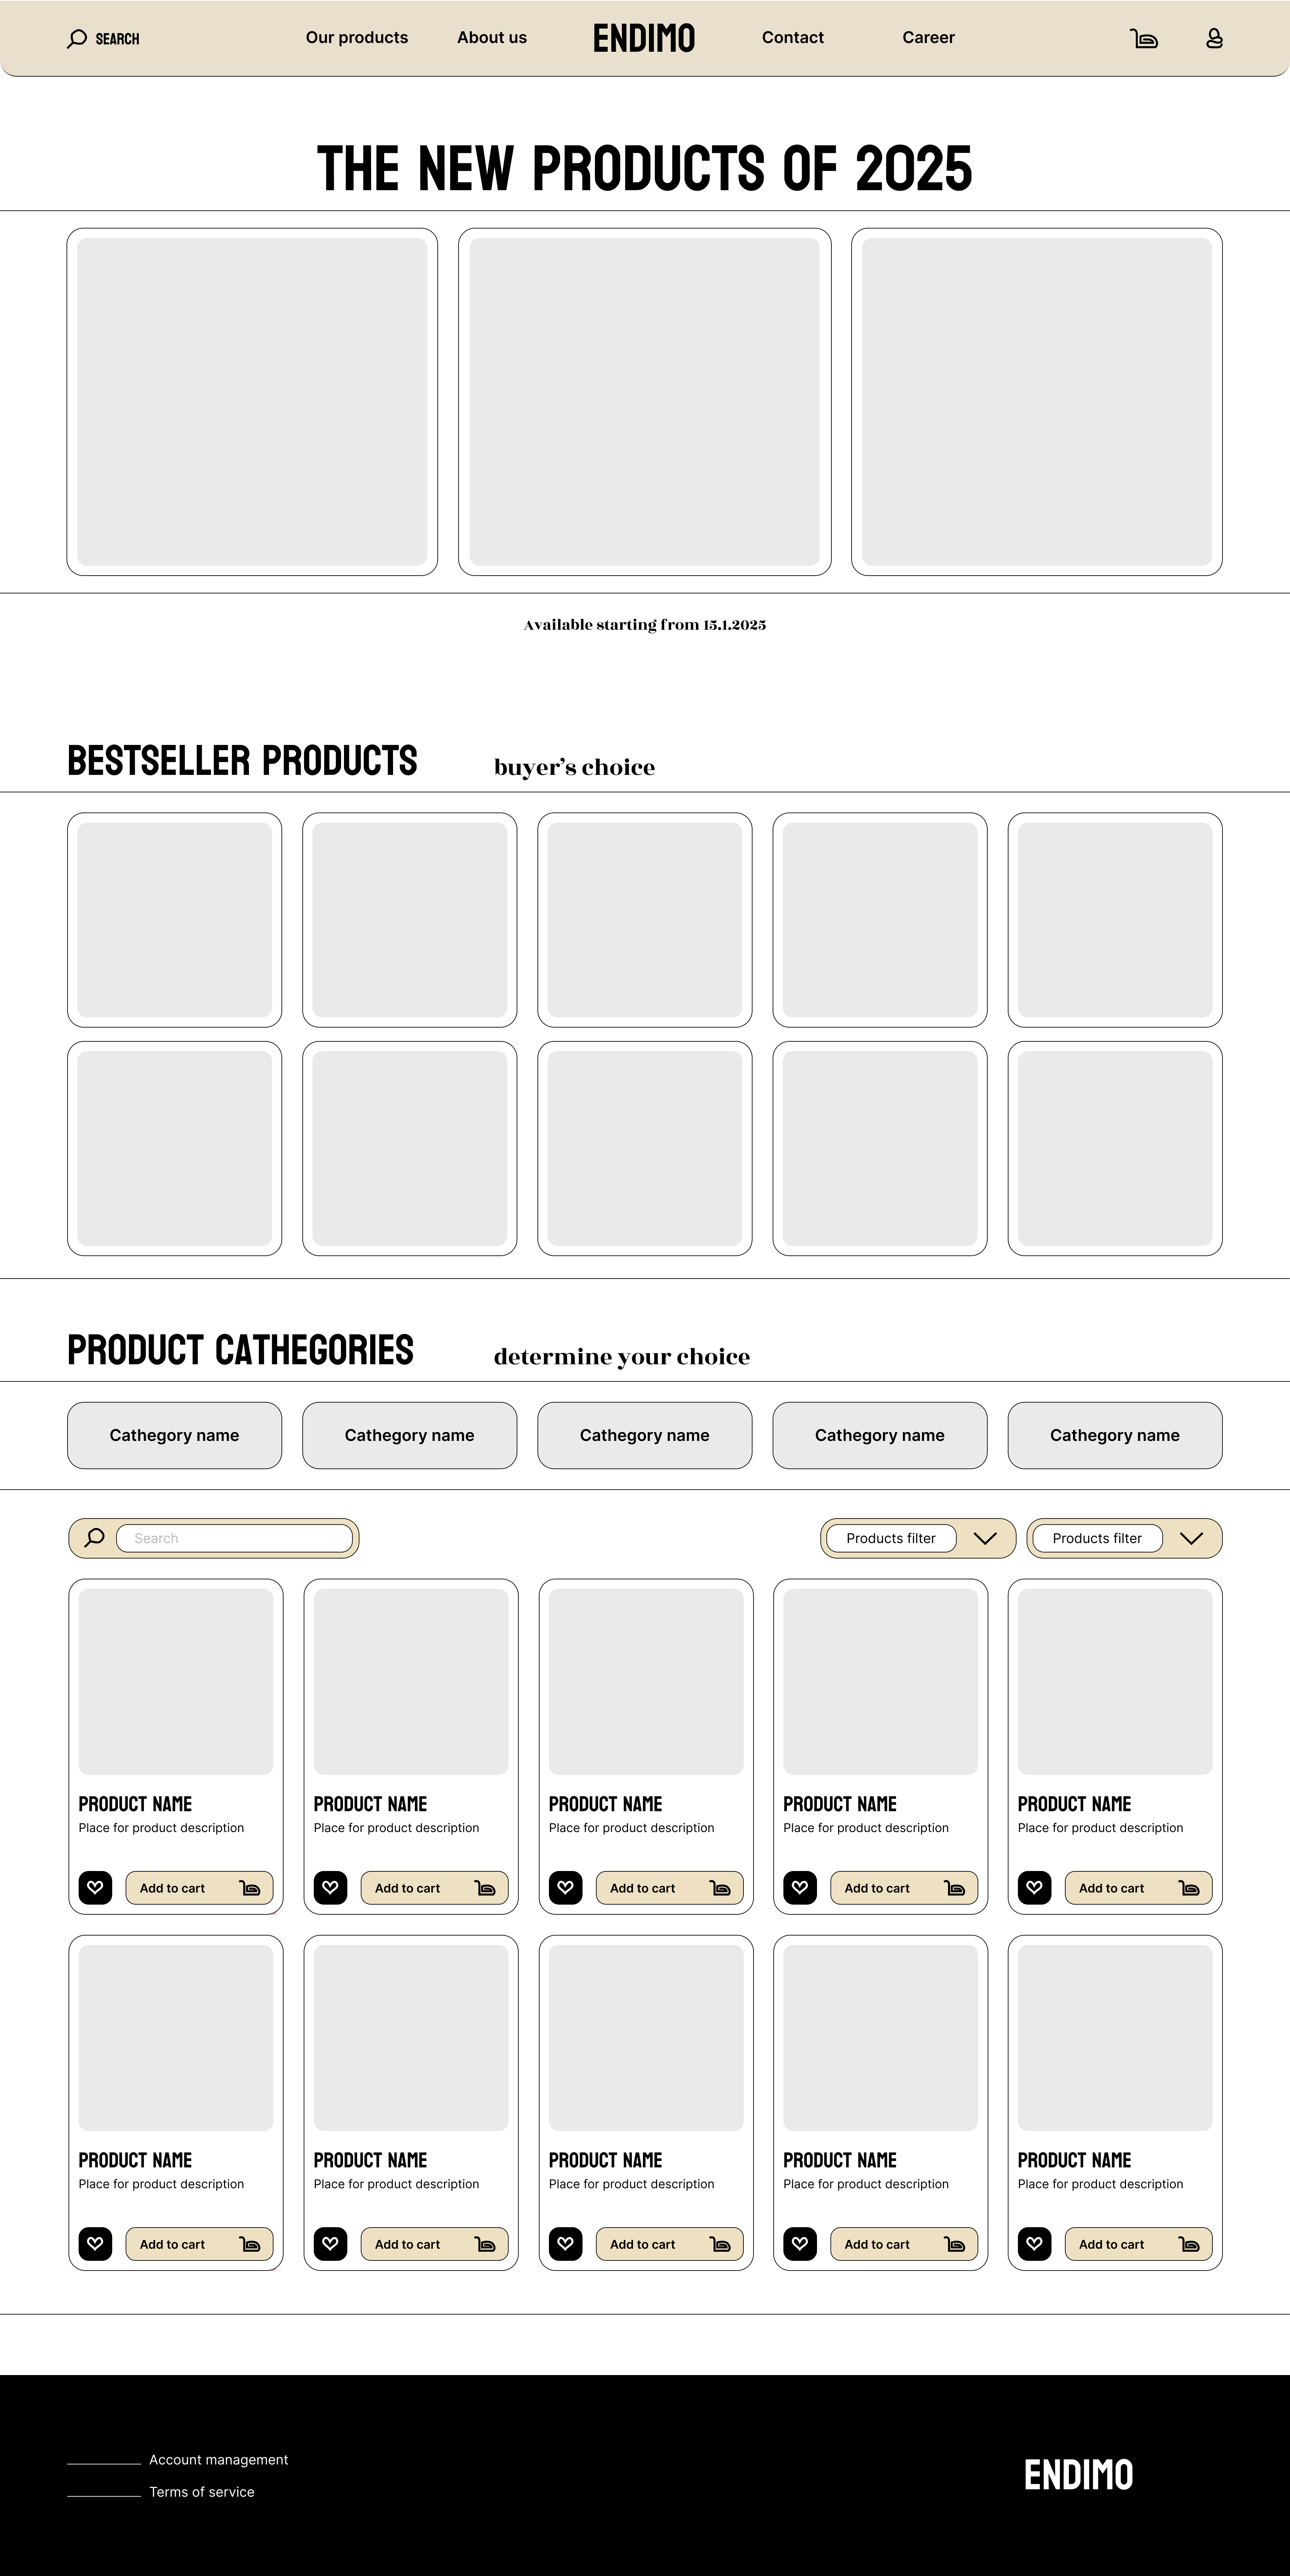 SEARCH
Our products
About us
ENDIMO
Contact
Career
THE NEW PRODUCTS OF 2025
Available starting from 15.1.2025
BESTSELLER PRODUCTS
buyer's choice
PRODUCT CATHEGORIES
determine your choice
Cathegory name
Cathegory name
Cathegory name
Cathegory name
Cathegory name
Search
Products filter
Products filter
PRODUCT NAME
Place for product description
Add to cart
PRODUCT NAME
Place for product description
Add to cart
PRODUCT NAME
Place for product description
Add to cart
PRODUCT NAME
Place for product description
Add to cart
PRODUCT NAME
Place for product description
Add to cart
PRODUCT NAME
Place for product description
Add to cart
PRODUCT NAME
Place for product description
Add to cart
PRODUCT NAME
Place for product description
Add to cart
PRODUCT NAME
Place for product description
Add to cart
PRODUCT NAME
Place for product description
Add to cart
Account management
Terms of service
ENDIMO